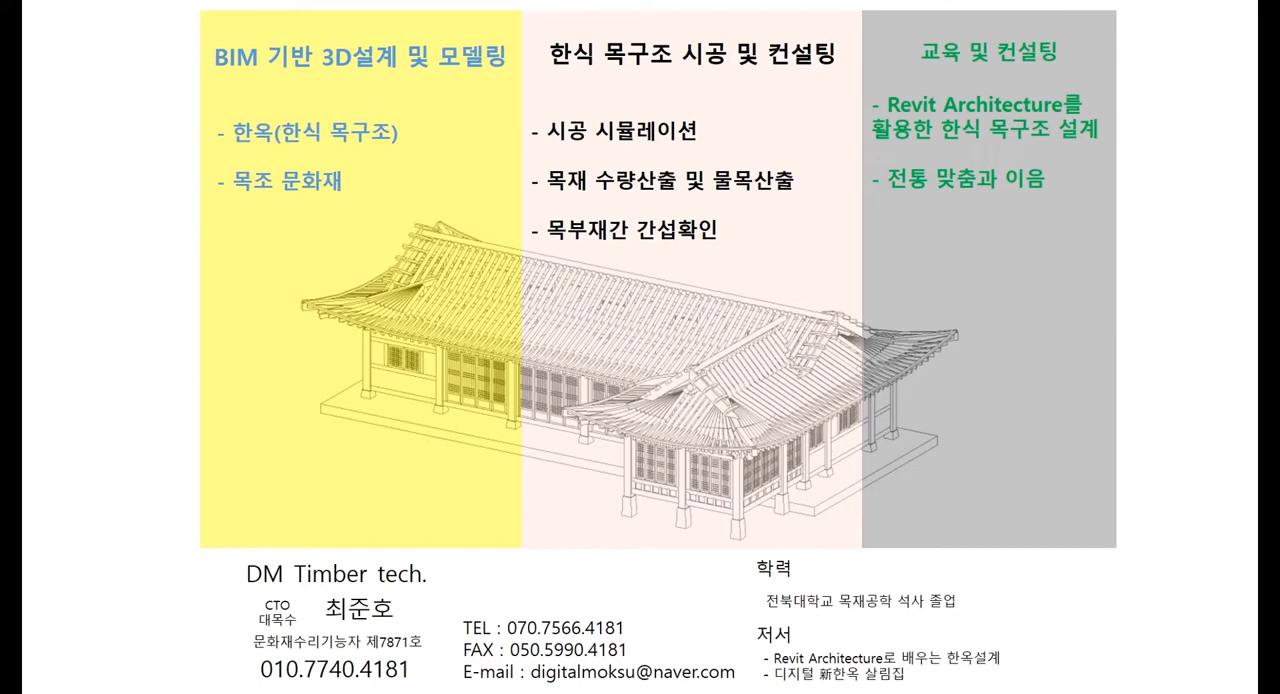 BIM 기반 3D설계 및 모델링
- 한옥(한식 목구조)
- 목조 문화재
한식 목구조 시공 및 컨설팅
- 시공 시뮬레이션
- 목재 수량산출 및 물목산출
- 목부재간 간섭확인
교육 및 컨설팅
- Revit Architecture를
활용한 한식 목구조 설계
- 전통 맞춤과 이음
DM Timber tech.
CTO
대목수
최준호
문화재수리기능자 제7871호
010.7740.4181
TEL : 070.7566.4181
FAX : 050.5990.4181
E-mail : digitalmoksu@naver.com
학력
전북대학교 목재공학 석사 졸업
저서
- Revit Architecture로 배우는 한옥설계
- 디지털 新한옥 살림집